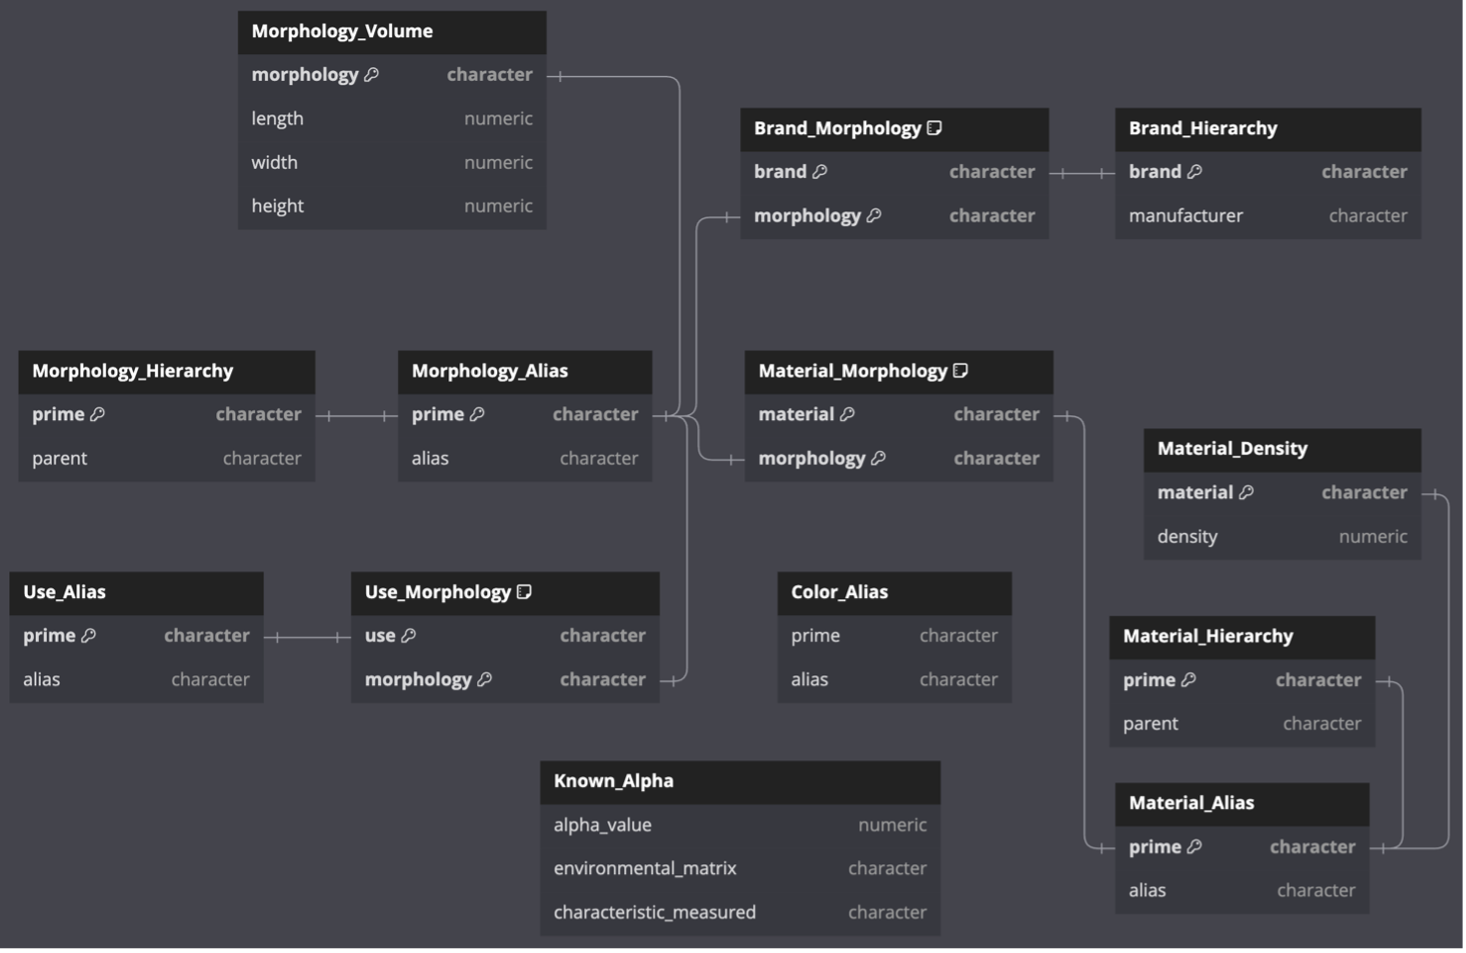 Morphology_Volume
morphology character
length numeric
width numeric
height numeric
Brand_Morphology
brand character
morphology character
Brand_Hierarchy
brand character
manufacturer character
Morphology_Hierarchy
prime character
parent character
Morphology_Alias
prime character
alias character
Material_Morphology
material character
morphology character
Material_Density
material character
density numeric
Use_Alias
prime character
alias character
Use_Morphology
use character
morphology character
Color_Alias
prime character
alias character
Material_Hierarchy
prime character
parent character
Known_Alpha
alpha_value numeric
environmental_matrix character
characteristic_measured character
Material_Alias
prime character
alias character